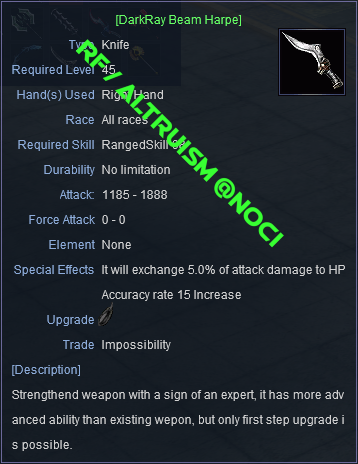 [DarkRay Beam Harpe]
Type Knife
Required Level 45
Hand(s) Used Right Hand
Race All races
Required Skill RangedSkill
Durability No limitation
Attack: 1185 - 1888
Force Attack 0 - 0
Element None
Special Effects It will exchange 5.0% of attack damage to HP
Accuracy rate 15 Increase
Upgrade
Trade Impossibility
[Description]
Strengthend weapon with a sign of an expert, it has more adv
anced ability than existing wepon, but only first step upgrade i
s possible.
RF/ ALTRUISM @NOCI